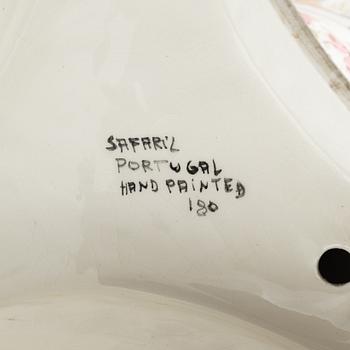 SAFARiL
PORTUGAL
HAND PAINTED
180